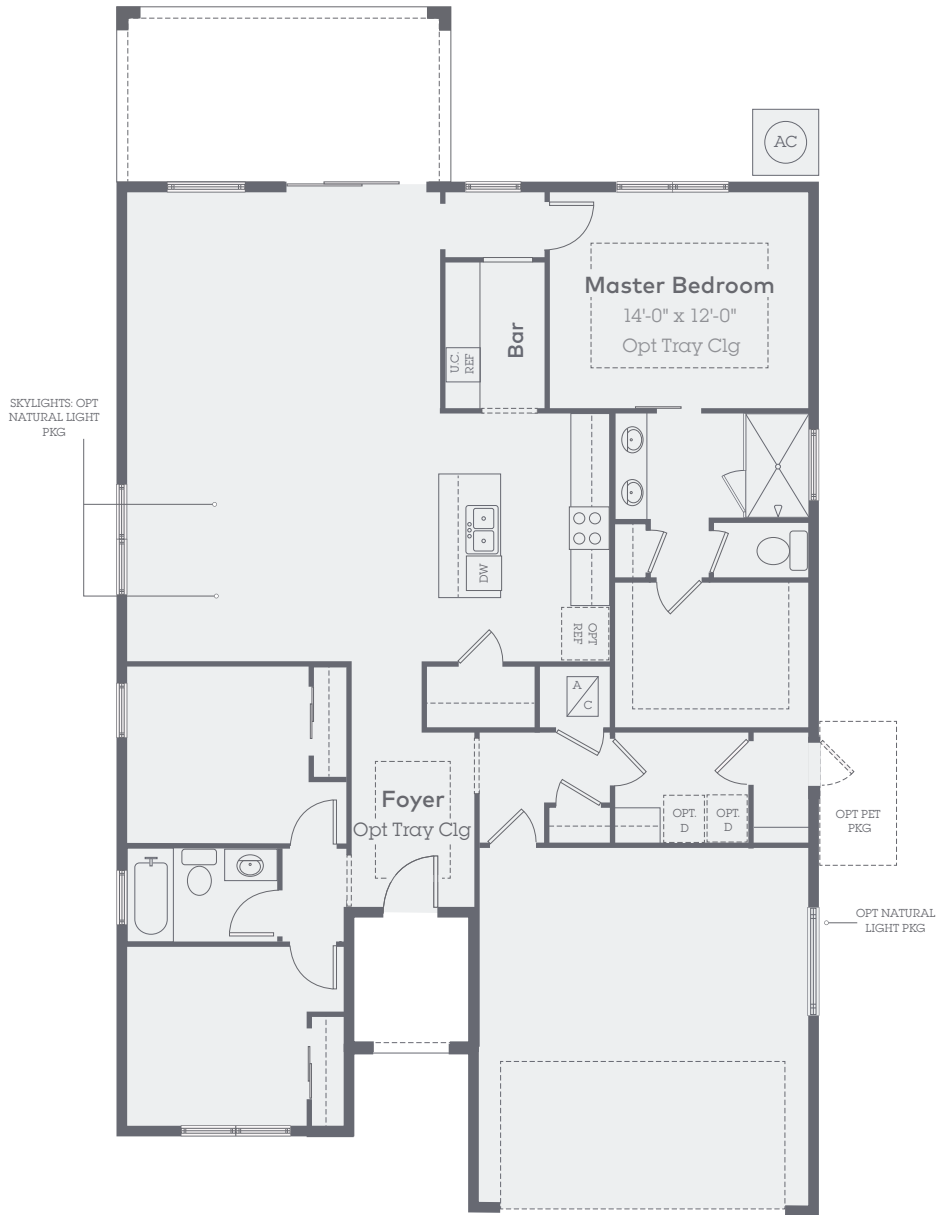 AC
Master Bedroom
14'-0" x 12'-0"
Opt Tray Clg
Bar
U.C.
REF
SKYLIGHTS: OPT
NATURAL LIGHT
PKG
DW
OPT
REF
A
C
Foyer
Opt Tray Clg
OPT.
D
OPT.
D
OPT PET
PKG
OPT NATURAL
LIGHT PKG